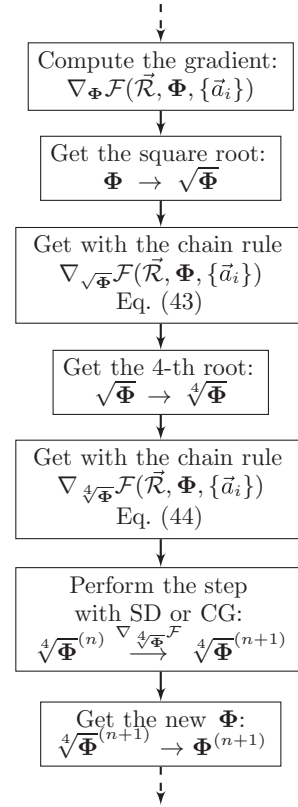 Compute the gradient:
∇_Φ ℱ(ℛ⃗, Φ, {a⃗_i})
Get the square root:
Φ → √Φ
Get with the chain rule
∇_√Φ ℱ(ℛ⃗, Φ, {a⃗_i})
Eq. (43)
Get the 4-th root:
√Φ → ∜Φ
Get with the chain rule
∇_∜Φ ℱ(ℛ⃗, Φ, {a⃗_i})
Eq. (44)
Perform the step
with SD or CG:
∜Φ^(n) ∇_∜Φ ℱ ⟶ ∜Φ^(n+1)
Get the new Φ:
∜Φ^(n+1) → Φ^(n+1)